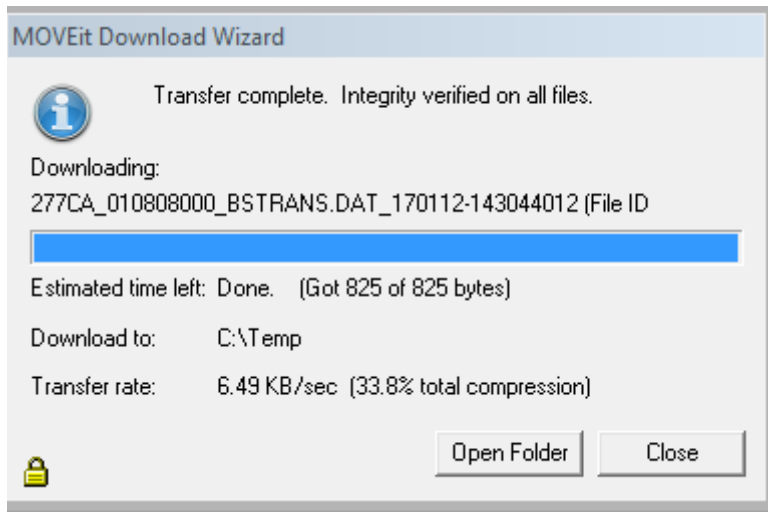 MOVEit Download Wizard
Transfer complete.  Integrity verified on all files.
Downloading:
277CA_010808000_BSTRANS.DAT_170112-143044012 (File ID
Estimated time left: Done.   (Got 825 of 825 bytes)
Download to: C:\Temp
Transfer rate: 6.49 KB/sec  (33.8% total compression)
Open Folder Close